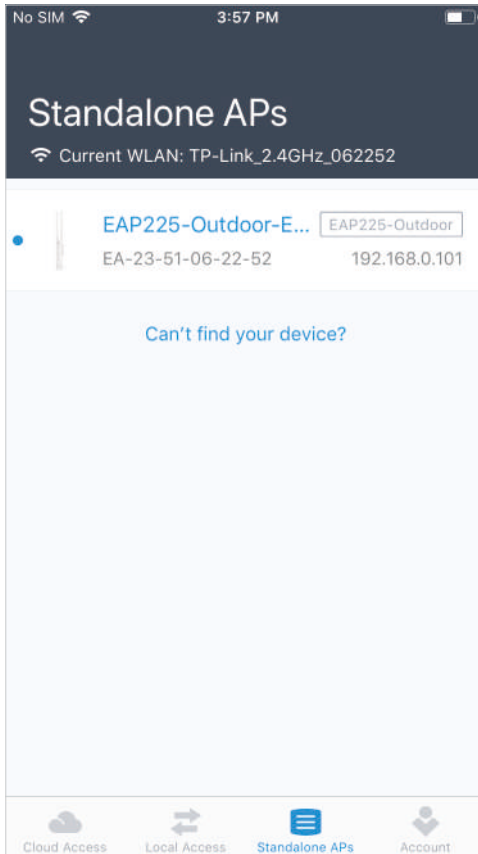 No SIM 3:57 PM
Standalone APs
Current WLAN: TP-Link_2.4GHz_062252
EAP225-Outdoor-E... EAP225-Outdoor
EA-23-51-06-22-52 192.168.0.101
Can't find your device?
Cloud Access Local Access Standalone APs Account